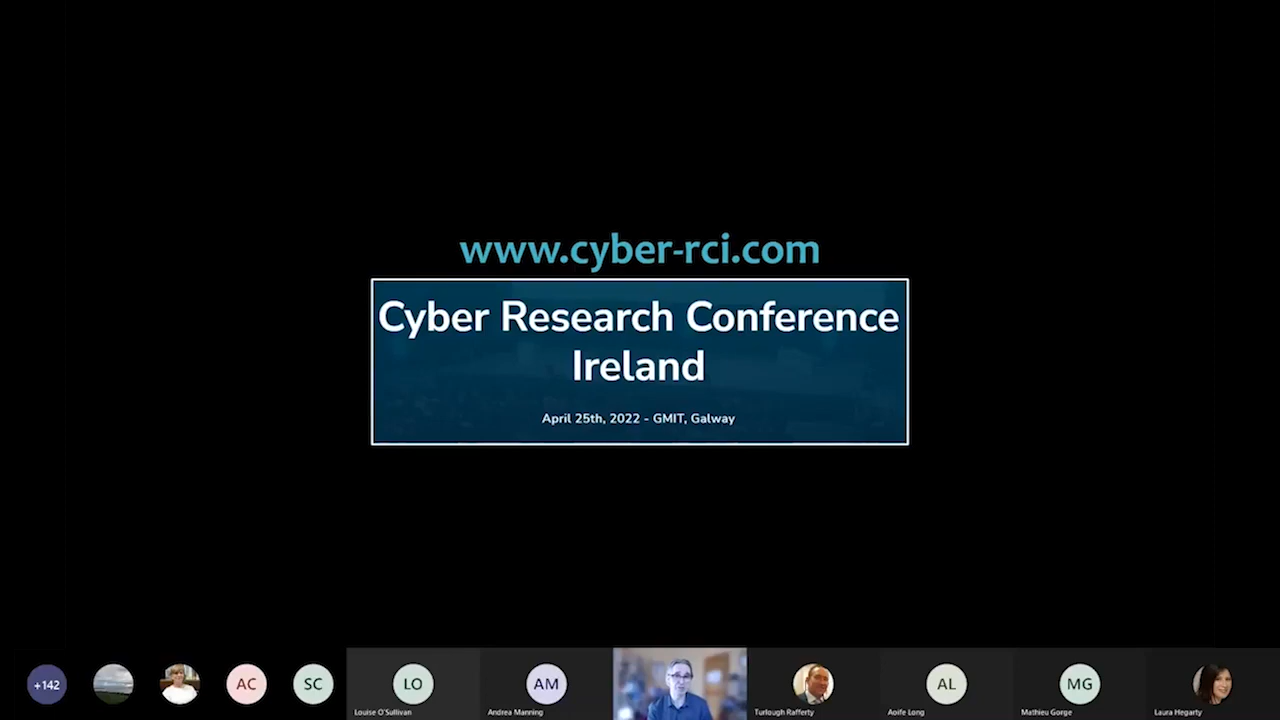 www.cyber-rci.com
Cyber Research Conference
Ireland
April 25th, 2022 - GMIT, Galway
+142
AC
SC
LO
AM
AL
MG
Louise O'Sullivan
Andrea Manning
Turlough Rafferty
Aoife Long
Mathieu Gorge
Laura Hegarty